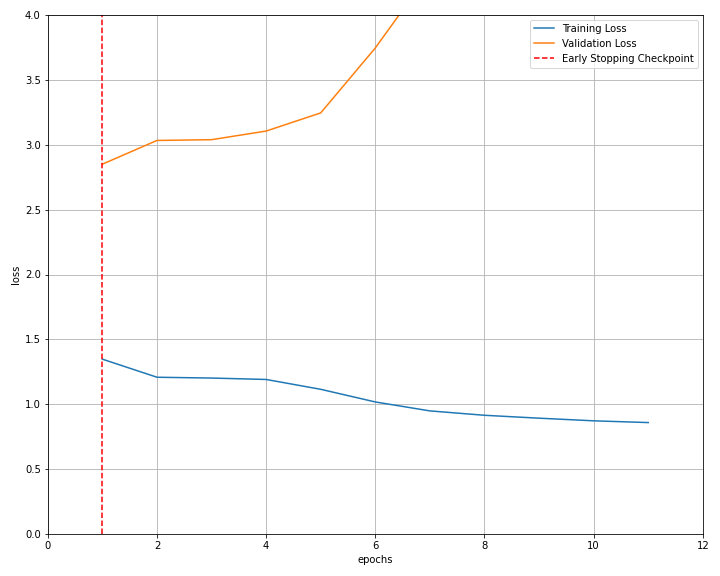 4.0
3.5
3.0
2.5
2.0
1.5
1.0
0.5
0.0
loss
Training Loss
Validation Loss
Early Stopping Checkpoint
0 2 4 6 8 10 12
epochs